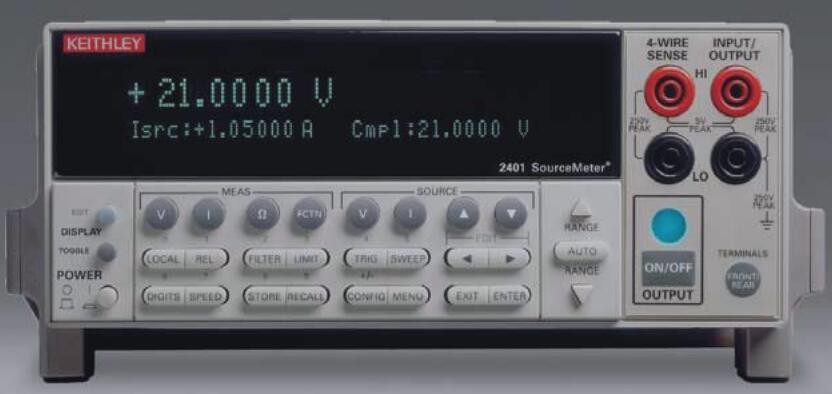 KEITHLEY
+21.0000 V
Isrc:+1.05000 A Cmpl:21.0000 V
2401 SourceMeter®
4-WIRE SENSE
INPUT/OUTPUT
HI
250V PEAK
5V PEAK
250V PEAK
LO
250V PEAK
MEAS
SOURCE
EDIT
DISPLAY
TOGGLE
POWER
V I Ω FCTN V I ▲ ▼
EDIT
LOCAL REL FILTER LIMIT TRIG SWEEP ◀ ▶
+/-
DIGITS SPEED STORE RECALL CONFIG MENU EXIT ENTER
RANGE
AUTO
RANGE
ON/OFF
OUTPUT
TERMINALS
FRONT/REAR